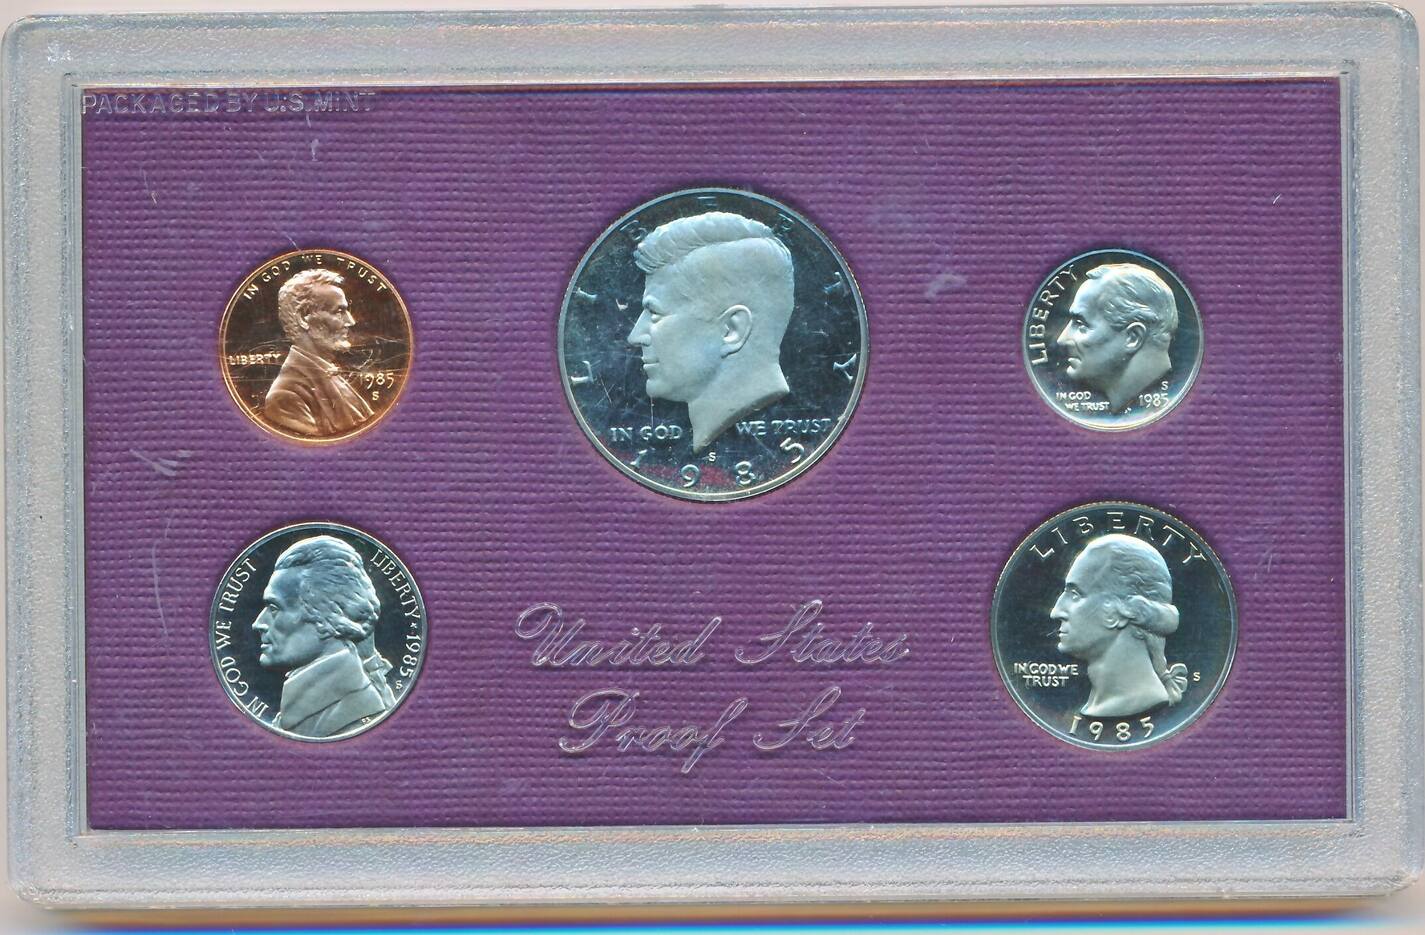 PACKAGED BY U.S. MINT
IN GOD WE TRUST
LIBERTY
1985
S
LIBERTY
IN GOD WE TRUST
S
1985
LIBERTY
IN GOD
WE TRUST
S
1985
IN GOD WE TRUST
LIBERTY * 1985
S
FS
United States
Proof Set
LIBERTY
IN GOD WE
TRUST
S
1985